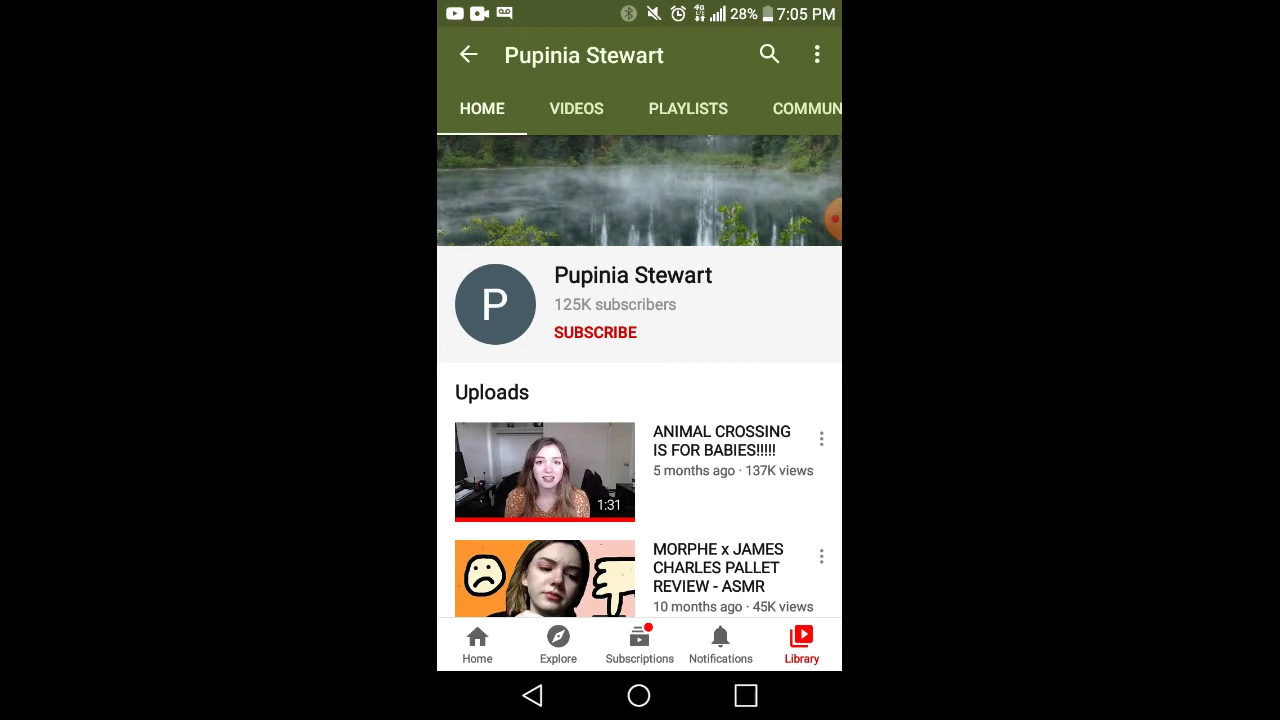 28% 7:05 PM
Pupinia Stewart
HOME VIDEOS PLAYLISTS COMMUN
P
Pupinia Stewart
125K subscribers
SUBSCRIBE
Uploads
ANIMAL CROSSING
IS FOR BABIES!!!!!
5 months ago · 137K views
1:31
MORPHE x JAMES
CHARLES PALLET
REVIEW - ASMR
10 months ago · 45K views
Home Explore Subscriptions Notifications Library